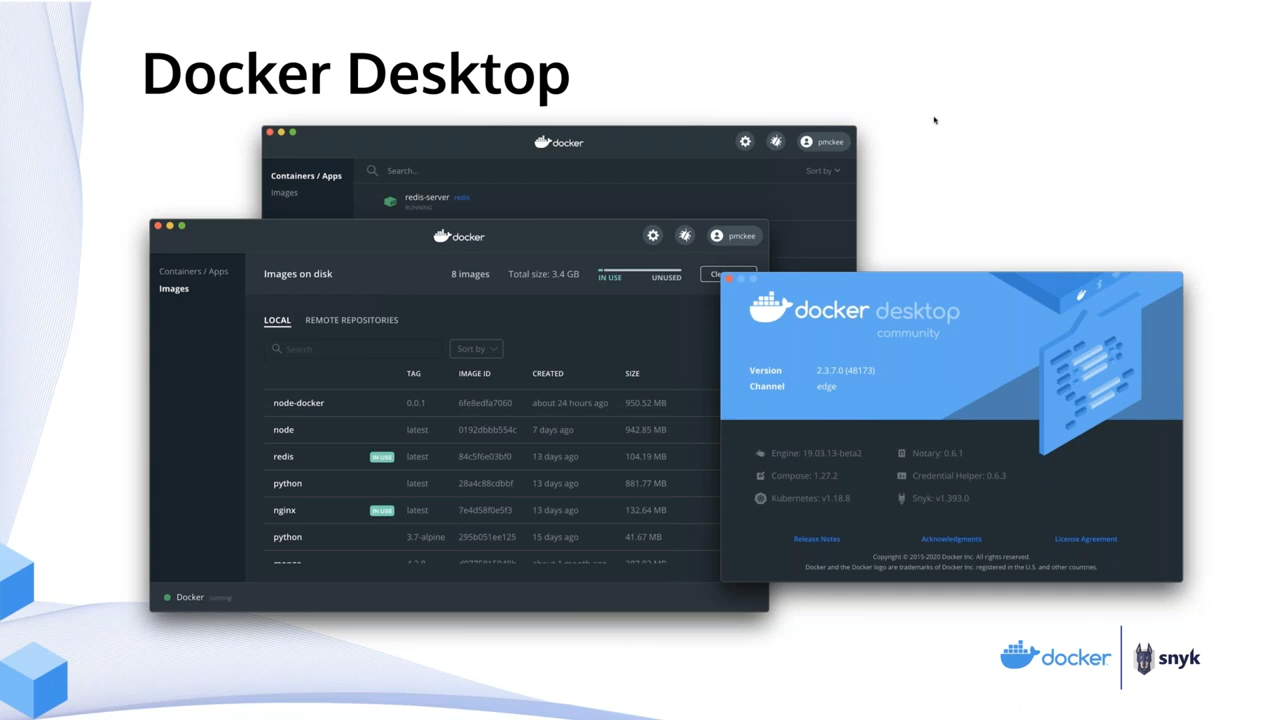 Docker Desktop
docker
pmckee
Containers / Apps
Images
Search...
Sort by
redis-server redis
RUNNING
docker
pmckee
Containers / Apps
Images
Images on disk
8 images
Total size: 3.4 GB
IN USE
UNUSED
Cle
LOCAL
REMOTE REPOSITORIES
Search
Sort by
TAG IMAGE ID CREATED SIZE
node-docker 0.0.1 6fe8edfa7060 about 24 hours ago 950.52 MB
node latest 0192dbbb554c 7 days ago 942.85 MB
redis IN USE latest 84c5f6e03bf0 13 days ago 104.19 MB
python latest 28a4c88cdbbf 13 days ago 881.77 MB
nginx IN USE latest 7e4d58f0e5f3 13 days ago 132.64 MB
python 3.7-alpine 295b051ee125 15 days ago 41.67 MB
Docker running
docker desktop
community
Version 2.3.7.0 (48173)
Channel edge
Engine: 19.03.13-beta2 Notary: 0.6.1
Compose: 1.27.2 Credential Helper: 0.6.3
Kubernetes: v1.18.8 Snyk: v1.393.0
Release Notes Acknowledgments License Agreement
Copyright © 2015-2020 Docker Inc. All rights reserved.
Docker and the Docker logo are trademarks of Docker Inc. registered in the U.S. and other countries.
docker snyk